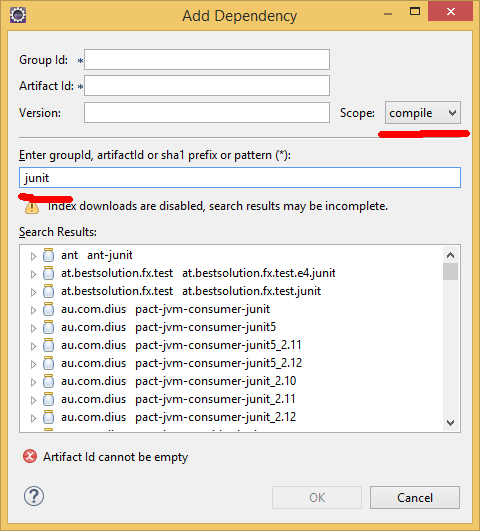 Add Dependency
Group Id: *
Artifact Id: *
Version:
Scope: compile
Enter groupId, artifactId or sha1 prefix or pattern (*):
junit
Index downloads are disabled, search results may be incomplete.
Search Results:
ant ant-junit
at.bestsolution.fx.test at.bestsolution.fx.test.e4.junit
at.bestsolution.fx.test at.bestsolution.fx.test.junit
au.com.dius pact-jvm-consumer-junit
au.com.dius pact-jvm-consumer-junit5
au.com.dius pact-jvm-consumer-junit5_2.11
au.com.dius pact-jvm-consumer-junit5_2.12
au.com.dius pact-jvm-consumer-junit_2.10
au.com.dius pact-jvm-consumer-junit_2.11
au.com.dius pact-jvm-consumer-junit_2.12
Artifact Id cannot be empty
?
OK
Cancel